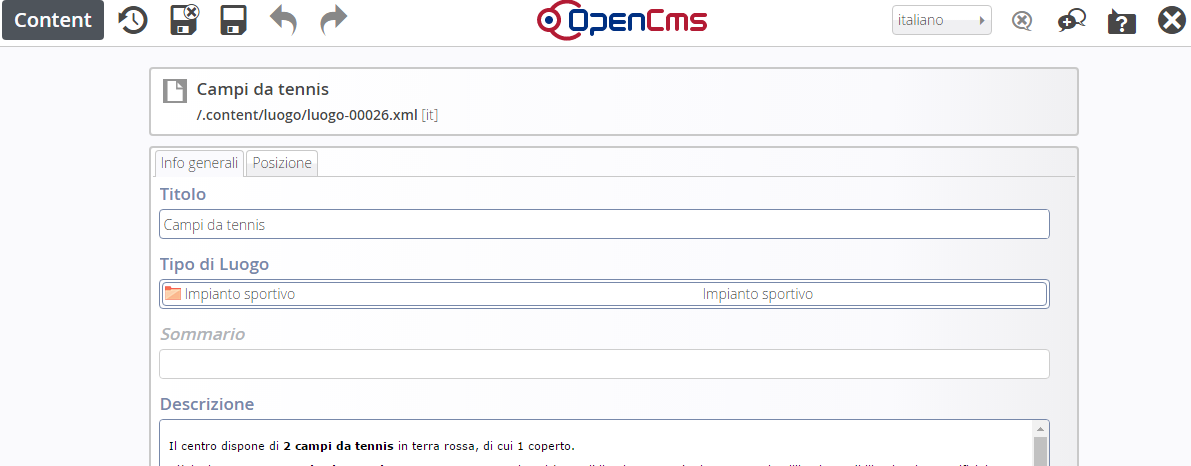 Content
OpenCms
italiano
Campi da tennis
/.content/luogo/luogo-00026.xml [it]
Info generali
Posizione
Titolo
Campi da tennis
Tipo di Luogo
Impianto sportivo Impianto sportivo
Sommario
Descrizione
Il centro dispone di 2 campi da tennis in terra rossa, di cui 1 coperto.